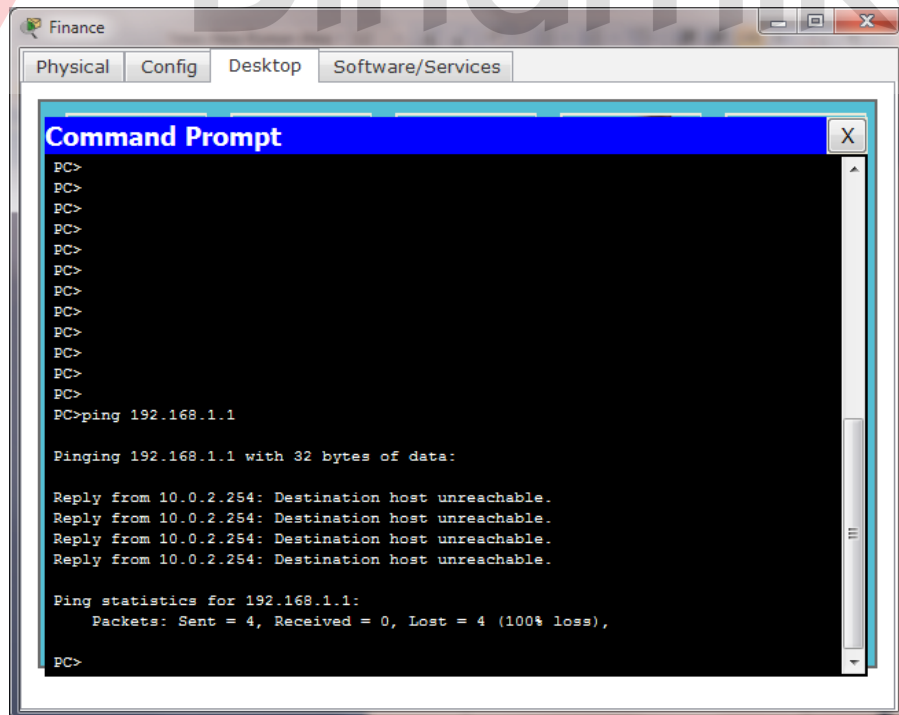 Finance
Physical Config Desktop Software/Services
Command Prompt
X
PC>
PC>
PC>
PC>
PC>
PC>
PC>
PC>
PC>
PC>
PC>
PC>
PC>ping 192.168.1.1
Pinging 192.168.1.1 with 32 bytes of data:
Reply from 10.0.2.254: Destination host unreachable.
Reply from 10.0.2.254: Destination host unreachable.
Reply from 10.0.2.254: Destination host unreachable.
Reply from 10.0.2.254: Destination host unreachable.
Ping statistics for 192.168.1.1:
Packets: Sent = 4, Received = 0, Lost = 4 (100% loss),
PC>